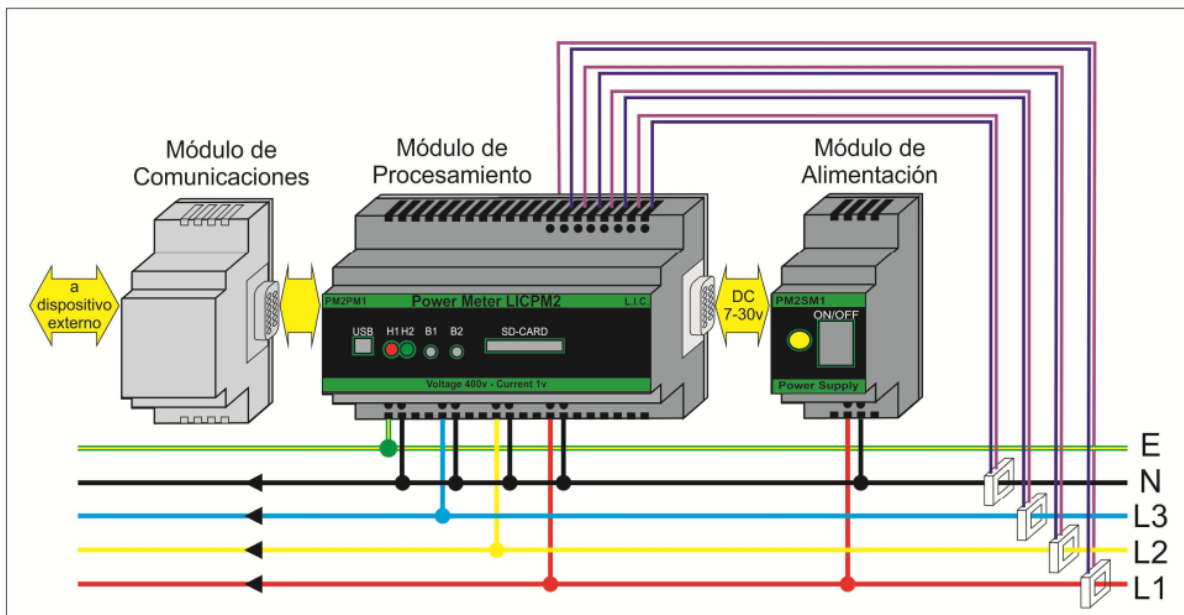 Módulo de
Comunicaciones
Módulo de
Procesamiento
Módulo de
Alimentación
a
dispositivo
externo
PM2PM1
Power Meter LICPM2
L.I.C.
USB
H1 H2
B1
B2
SD-CARD
Voltage 400v - Current 1v
DC
7-30v
PM2SM1
ON/OFF
Power Supply
E
N
L3
L2
L1